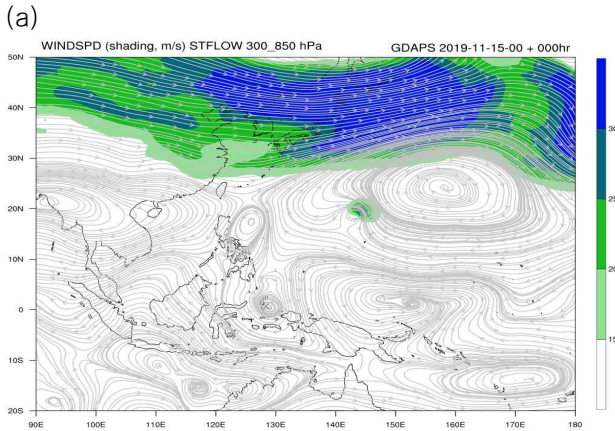 (a)
WINDSPD (shading, m/s) STFLOW 300_850 hPa GDAPS 2019-11-15-00 + 000hr
50N
40N
30N
20N
10N
0
10S
20S
90E 100E 110E 120E 130E 140E 150E 160E 170E 180
15
20
25
30